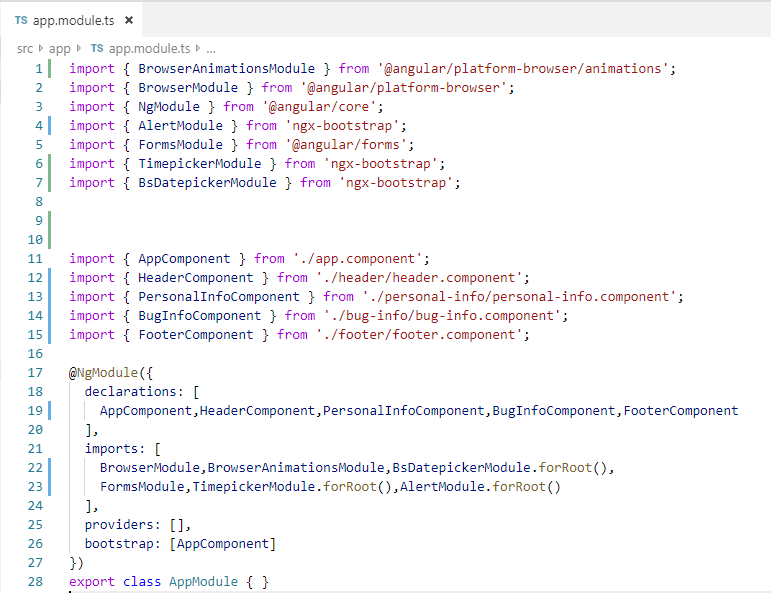 TS app.module.ts ×
src › app › TS app.module.ts › ...
1 import { BrowserAnimationsModule } from '@angular/platform-browser/animations';
2 import { BrowserModule } from '@angular/platform-browser';
3 import { NgModule } from '@angular/core';
4 import { AlertModule } from 'ngx-bootstrap';
5 import { FormsModule } from '@angular/forms';
6 import { TimepickerModule } from 'ngx-bootstrap';
7 import { BsDatepickerModule } from 'ngx-bootstrap';
8
9
10
11 import { AppComponent } from './app.component';
12 import { HeaderComponent } from './header/header.component';
13 import { PersonalInfoComponent } from './personal-info/personal-info.component';
14 import { BugInfoComponent } from './bug-info/bug-info.component';
15 import { FooterComponent } from './footer/footer.component';
16
17 @NgModule({
18   declarations: [
19     AppComponent,HeaderComponent,PersonalInfoComponent,BugInfoComponent,FooterComponent
20   ],
21   imports: [
22     BrowserModule,BrowserAnimationsModule,BsDatepickerModule.forRoot(),
23     FormsModule,TimepickerModule.forRoot(),AlertModule.forRoot()
24   ],
25   providers: [],
26   bootstrap: [AppComponent]
27 })
28 export class AppModule { }